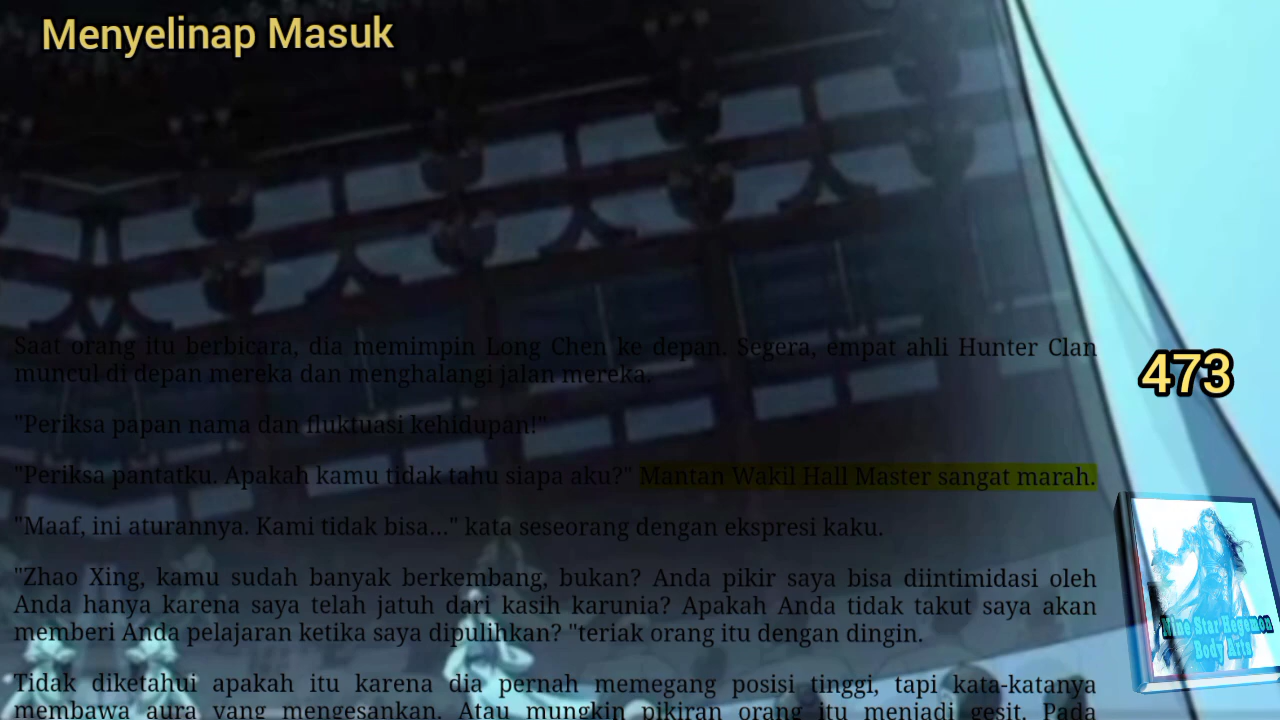 Menyelinap Masuk
Saat orang itu berbicara, dia memimpin Long Chen ke depan. Segera, empat ahli Hunter Clan
muncul di depan mereka dan menghalangi jalan mereka.
"Periksa papan nama dan fluktuasi kehidupan!"
"Periksa pantatku. Apakah kamu tidak tahu siapa aku?" Mantan Wakil Hall Master sangat marah.
"Maaf, ini aturannya. Kami tidak bisa..." kata seseorang dengan ekspresi kaku.
"Zhao Xing, kamu sudah banyak berkembang, bukan? Anda pikir saya bisa diintimidasi oleh
Anda hanya karena saya telah jatuh dari kasih karunia? Apakah Anda tidak takut saya akan
memberi Anda pelajaran ketika saya dipulihkan? "teriak orang itu dengan dingin.
Tidak diketahui apakah itu karena dia pernah memegang posisi tinggi, tapi kata-katanya
membawa aura yang mengesankan. Atau mungkin pikiran orang itu menjadi gesit. Pada
473
Nine Star Hegemon
Body Arts